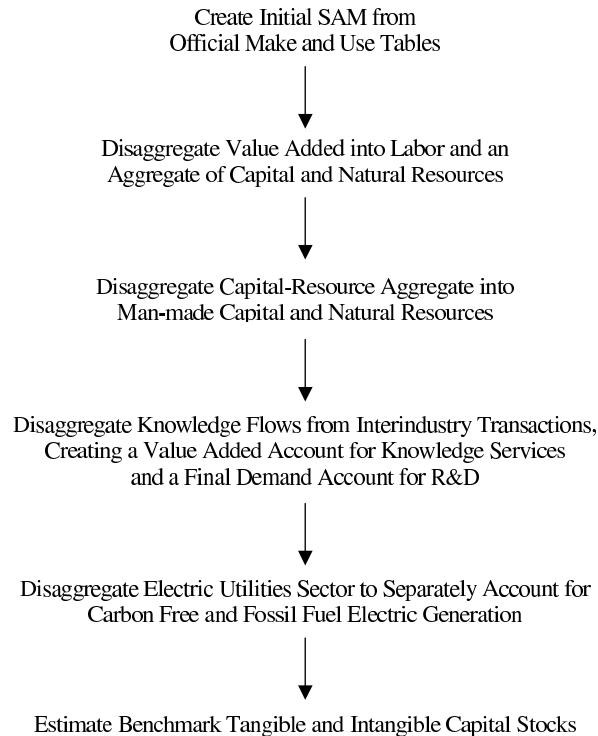 Create Initial SAM from
Official Make and Use Tables
Disaggregate Value Added into Labor and an
Aggregate of Capital and Natural Resources
Disaggregate Capital-Resource Aggregate into
Man-made Capital and Natural Resources
Disaggregate Knowledge Flows from Interindustry Transactions,
Creating a Value Added Account for Knowledge Services
and a Final Demand Account for R&D
Disaggregate Electric Utilities Sector to Separately Account for
Carbon Free and Fossil Fuel Electric Generation
Estimate Benchmark Tangible and Intangible Capital Stocks